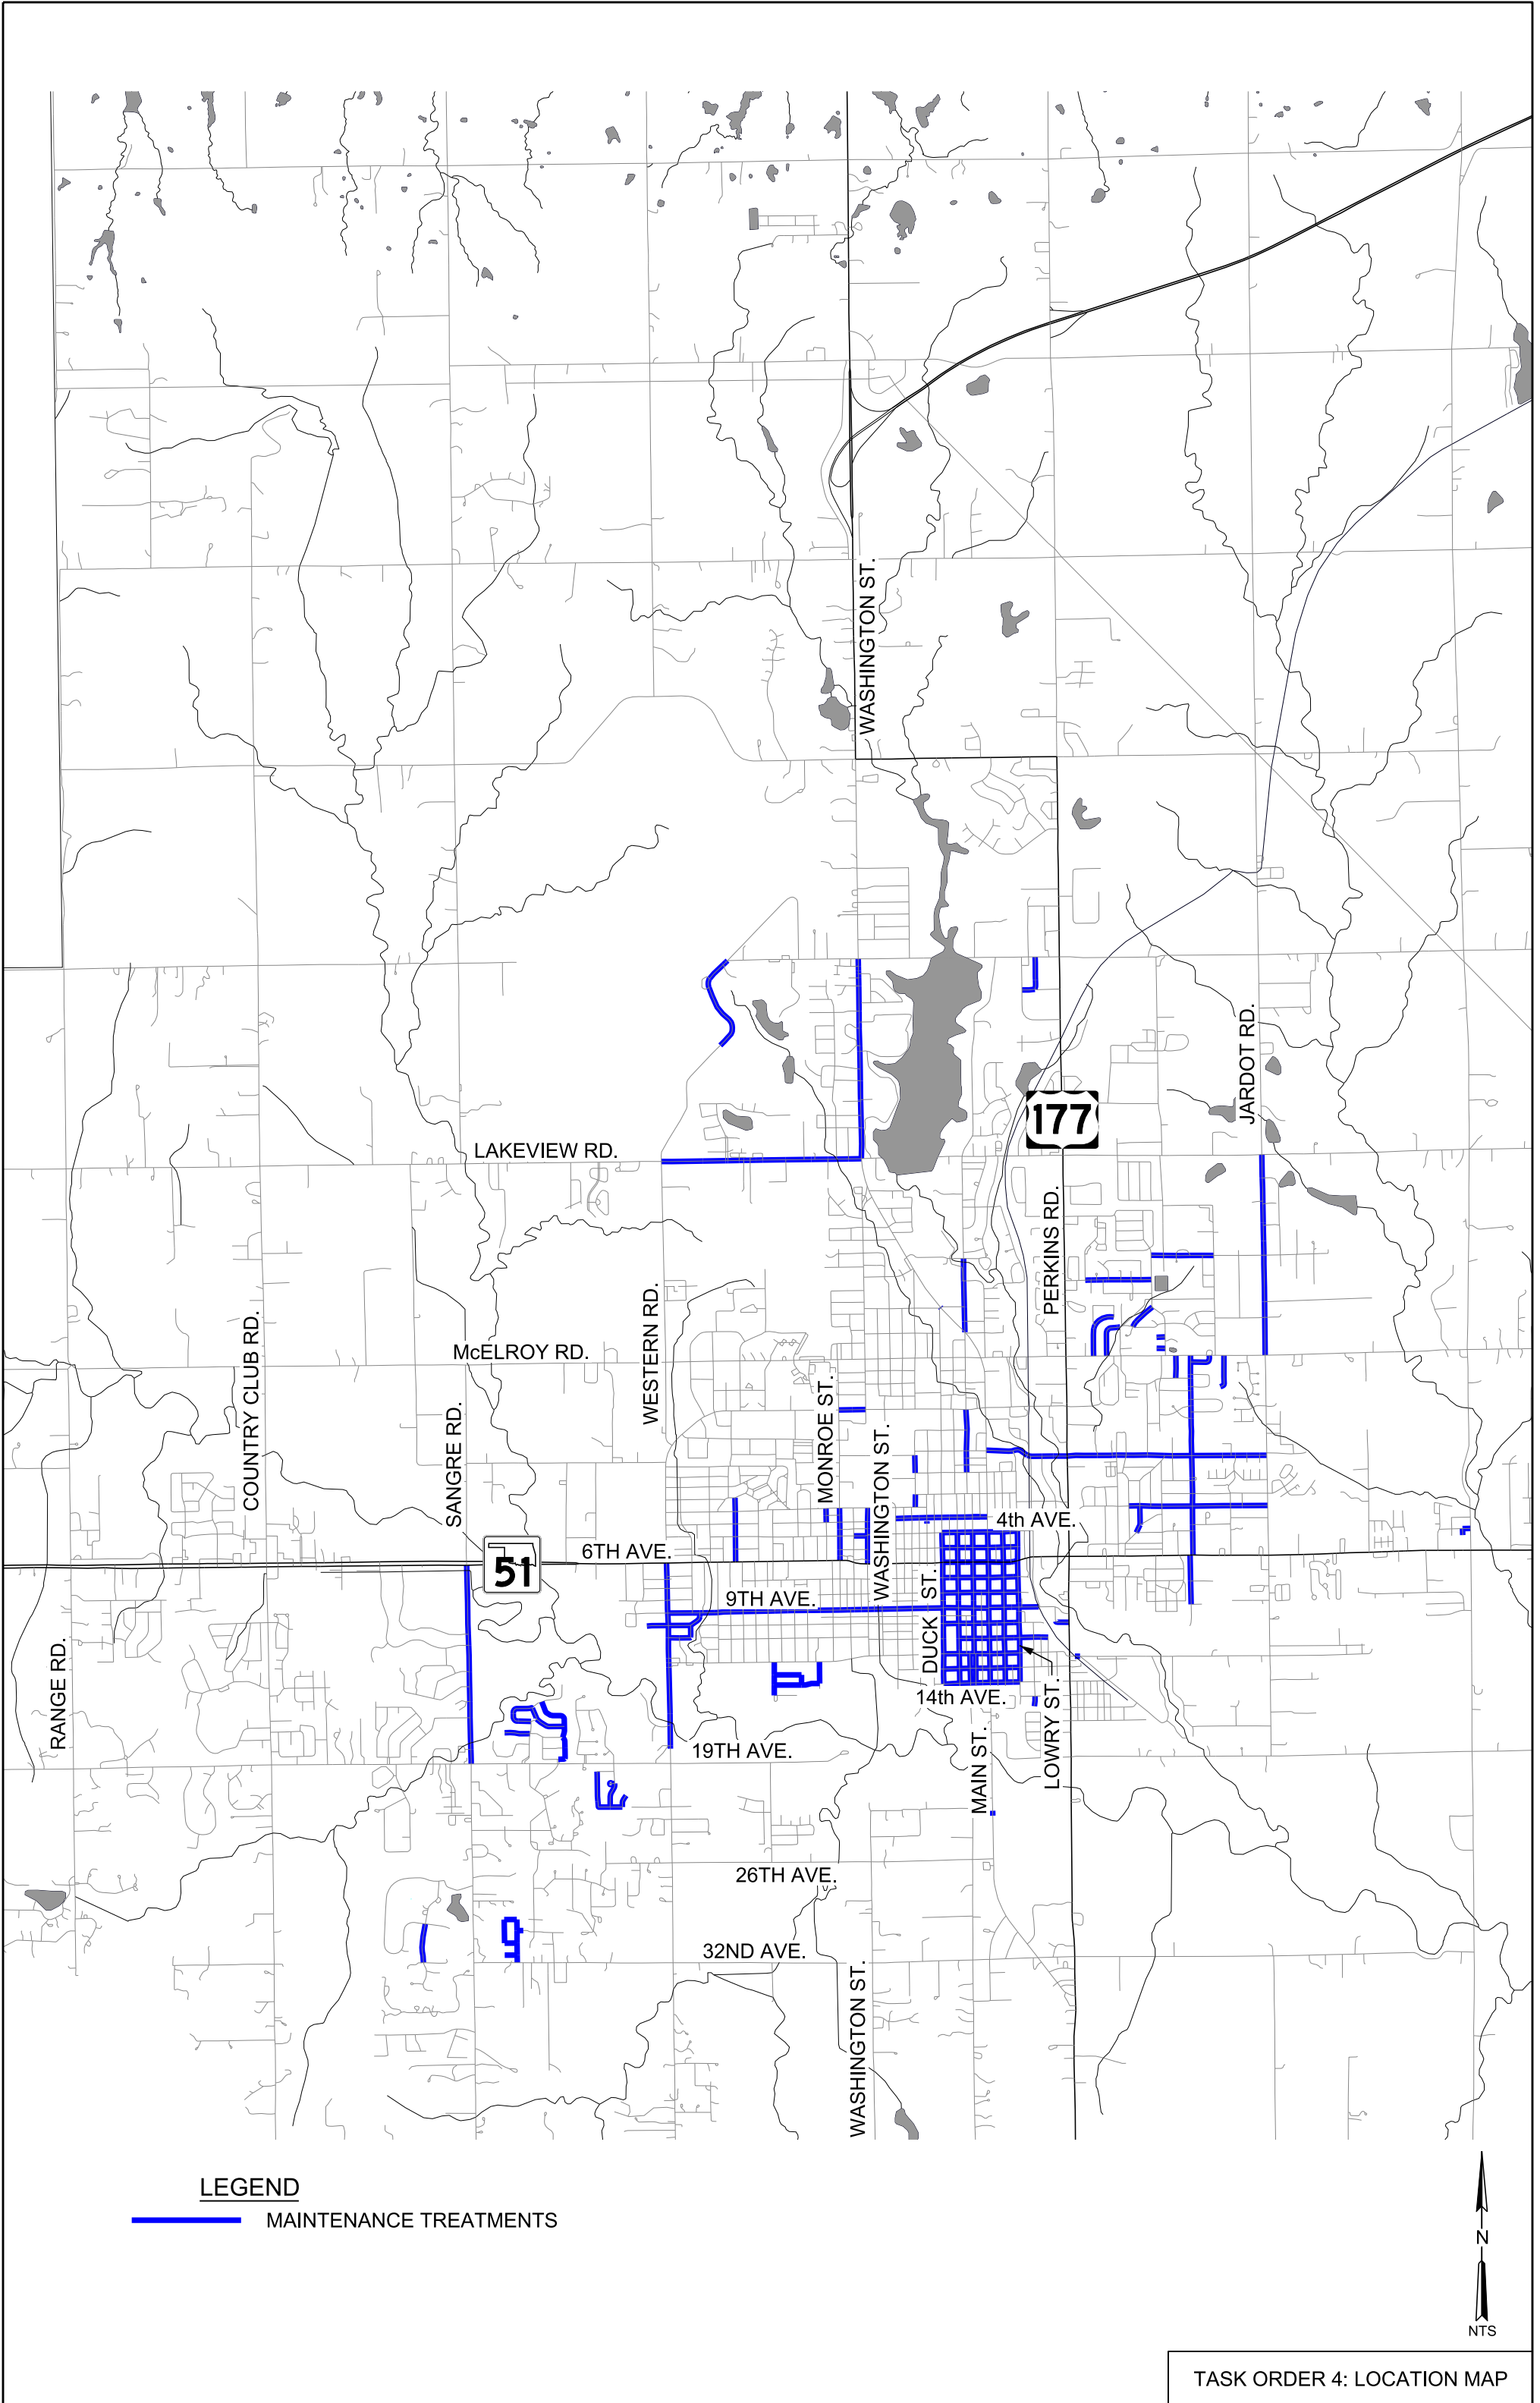 WASHINGTON ST.
JARDOT RD.
177
LAKEVIEW RD.
PERKINS RD.
WESTERN RD.
COUNTRY CLUB RD.
McELROY RD.
MONROE ST.
SANGRE RD.
WASHINGTON ST.
4th AVE.
6TH AVE.
51
9TH AVE.
DUCK ST.
RANGE RD.
14th AVE.
LOWRY ST.
MAIN ST.
19TH AVE.
26TH AVE.
32ND AVE.
WASHINGTON ST.
LEGEND
MAINTENANCE TREATMENTS
N
NTS
TASK ORDER 4: LOCATION MAP